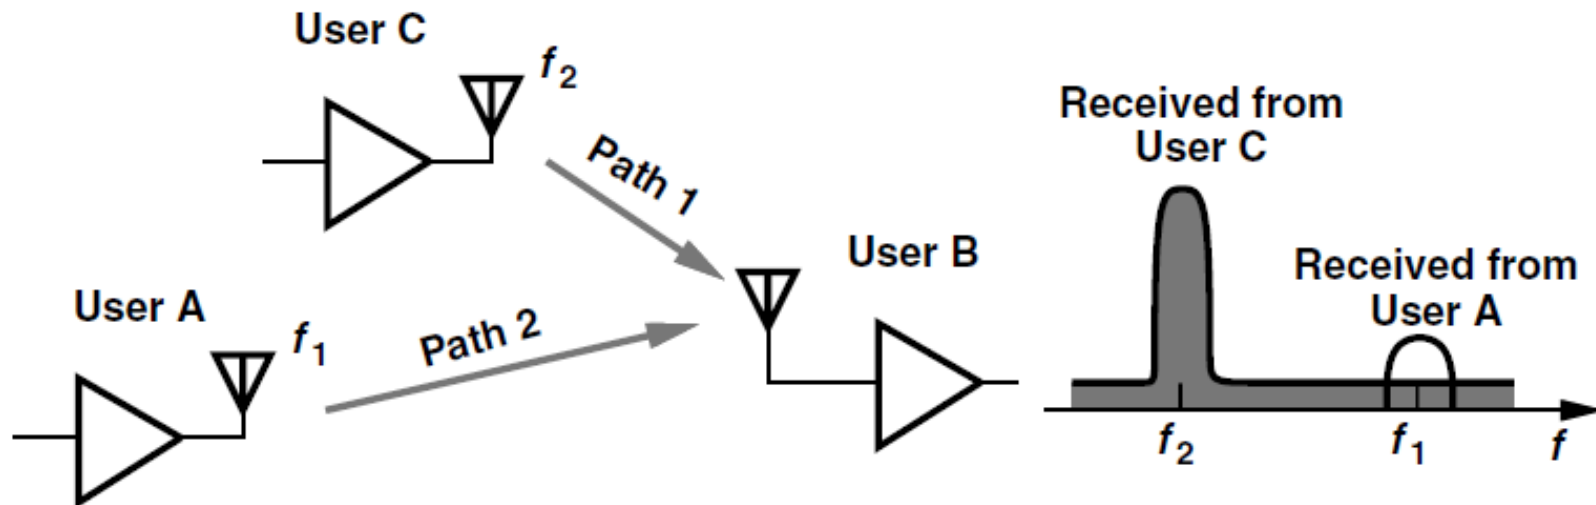 User C
f2
Path 1
User A
f1
Path 2
User B
Received from
User C
Received from
User A
f2
f1
f